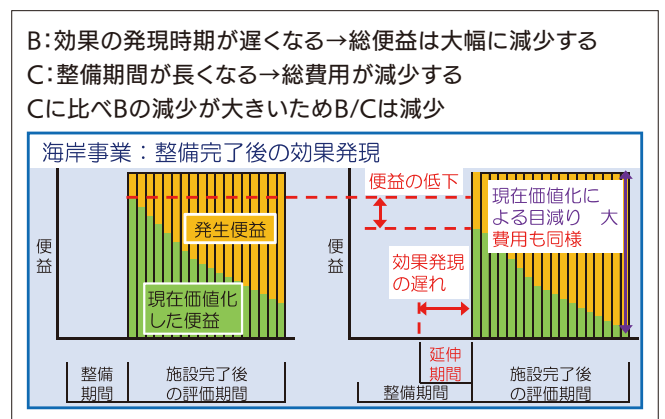 B：効果の発現時期が遅くなる→総便益は大幅に減少する
C：整備期間が長くなる→総費用が減少する
Cに比べBの減少が大きいためB/Cは減少
海岸事業：整備完了後の効果発現
便益
発生便益
現在価値化
した便益
整備
期間
施設完了後
の評価期間
便益
便益の低下
効果発現
の遅れ
現在価値化に
よる目減り　大
費用も同様
延伸
期間
整備期間
施設完了後
の評価期間